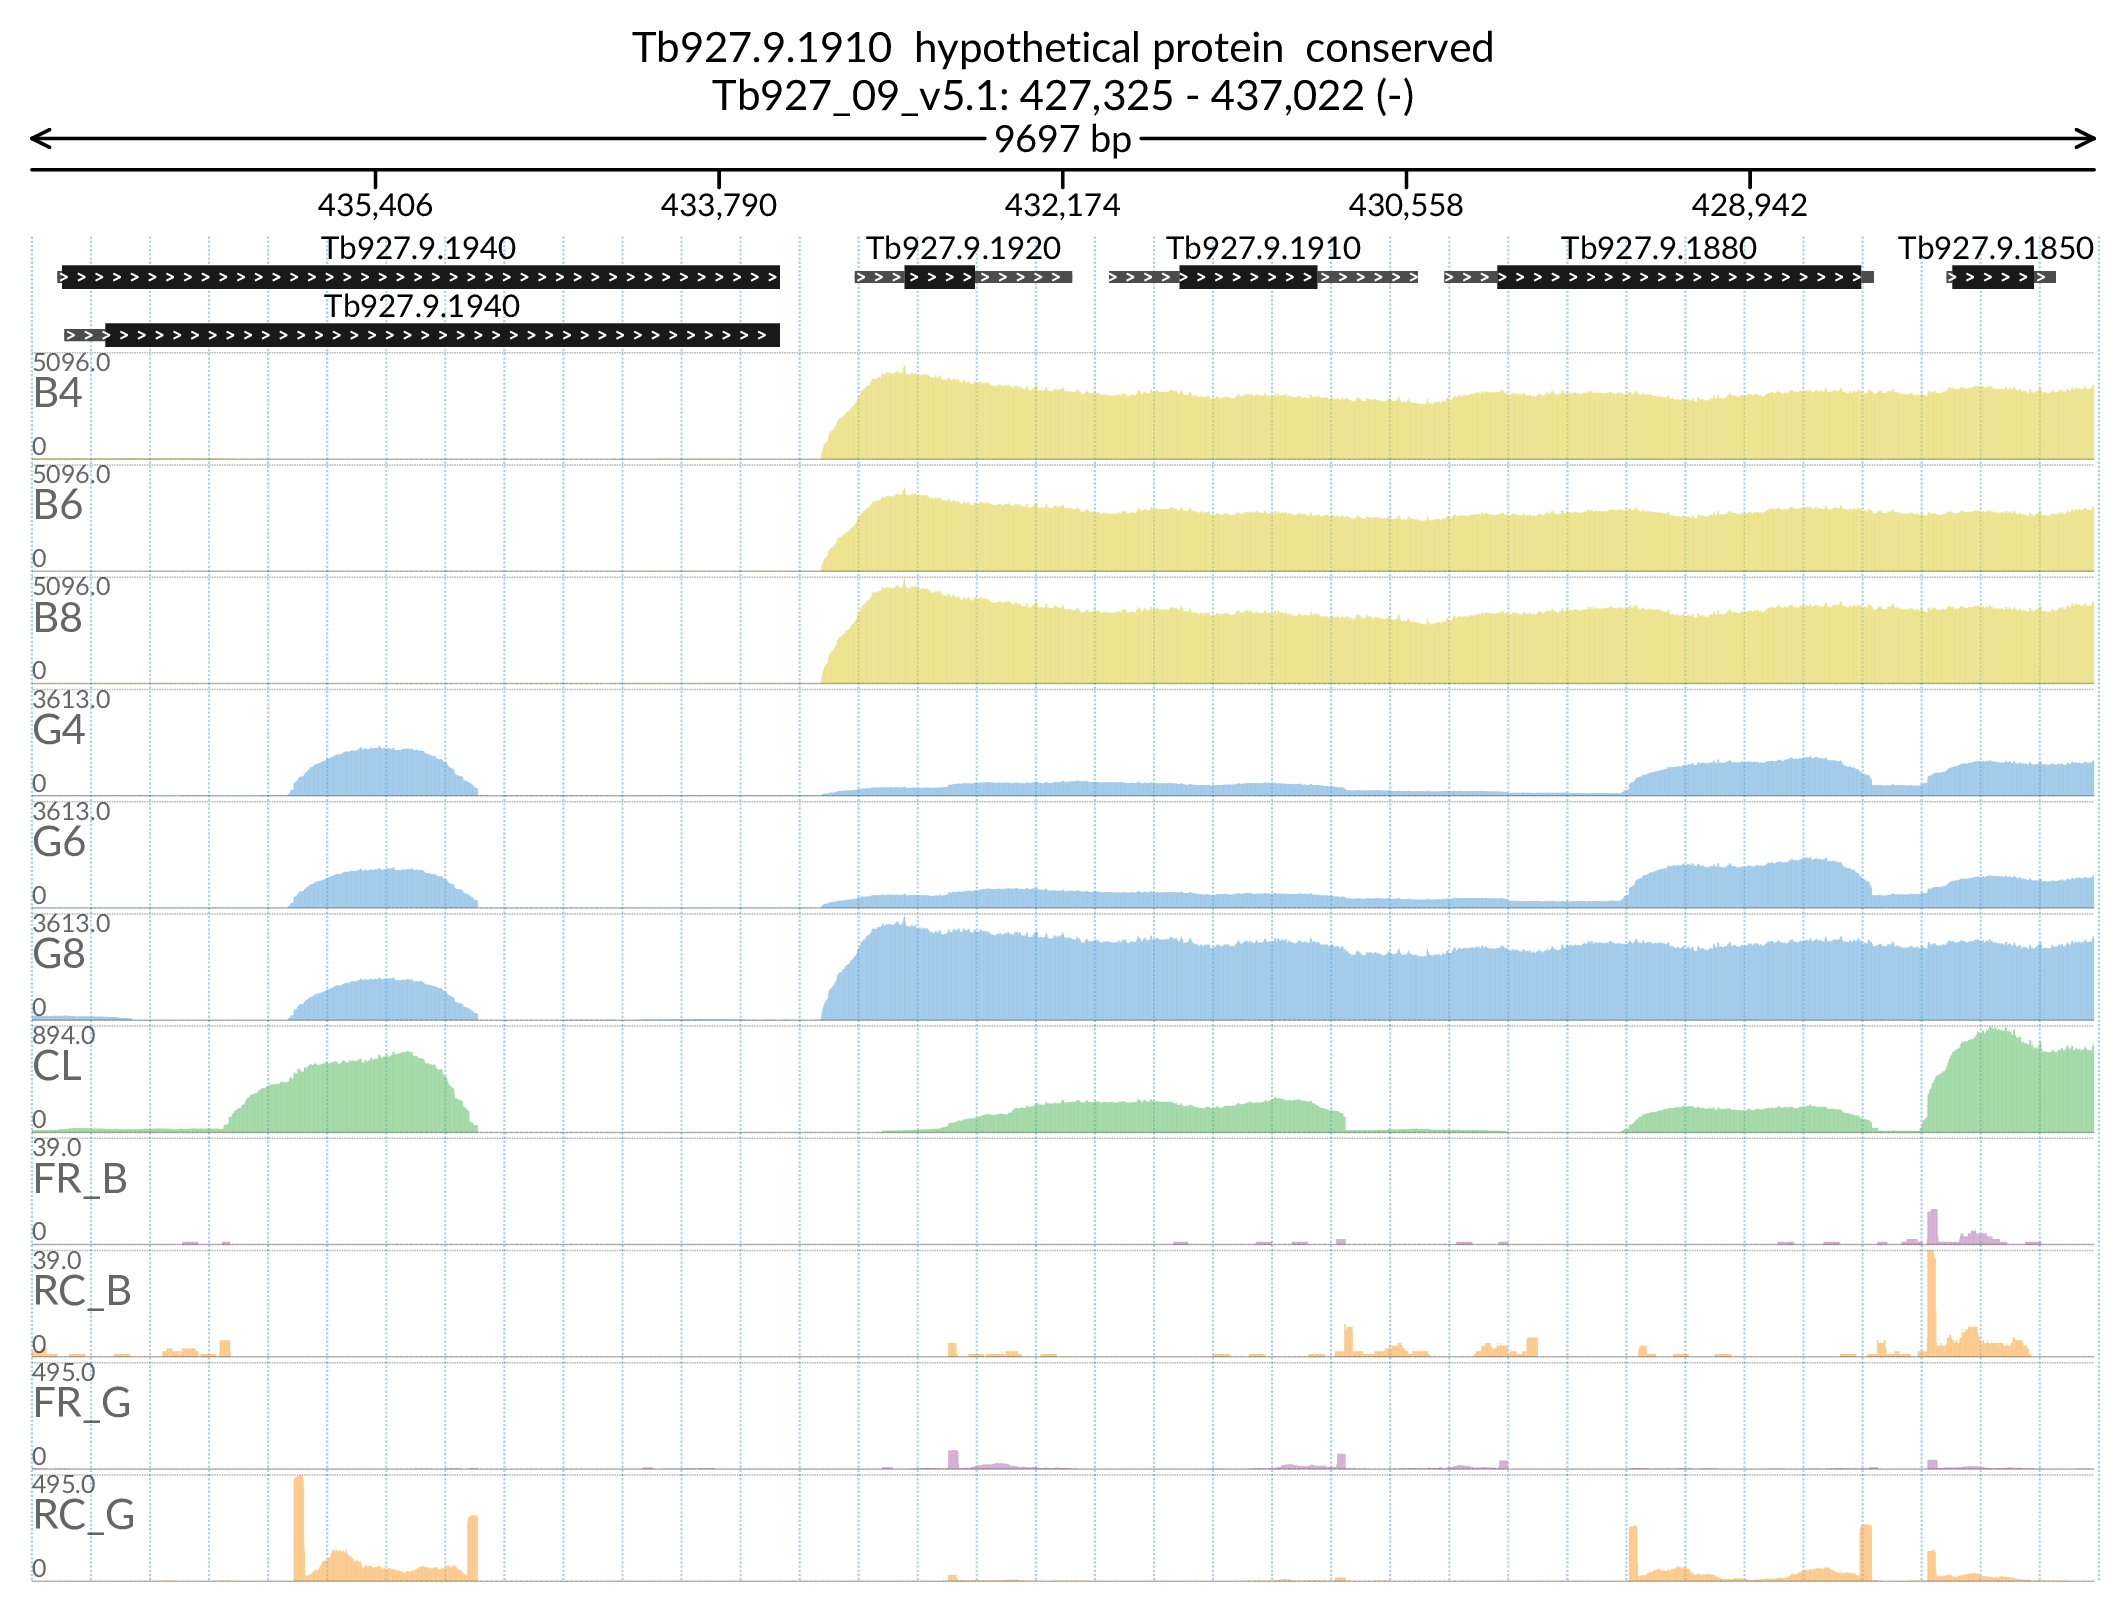 Tb927.9.1910  hypothetical protein  conserved
Tb927_09_v5.1: 427,325 - 437,022 (-)
9697 bp
435,406 433,790 432,174 430,558 428,942
Tb927.9.1940 Tb927.9.1920 Tb927.9.1910 Tb927.9.1880 Tb927.9.1850
Tb927.9.1940
5096.0
B4
0
5096.0
B6
0
5096.0
B8
0
3613.0
G4
0
3613.0
G6
0
3613.0
G8
0
894.0
CL
0
39.0
FR_B
0
39.0
RC_B
0
495.0
FR_G
0
495.0
RC_G
0